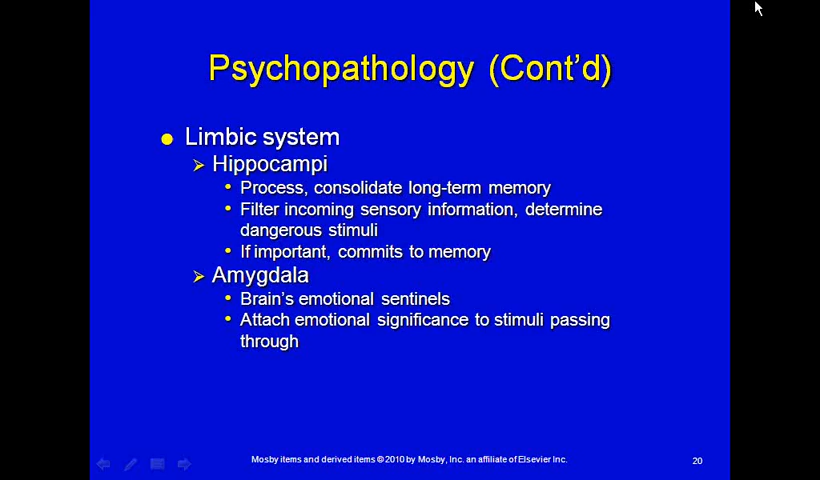 Psychopathology (Cont’d)
Limbic system
Hippocampi
Process, consolidate long-term memory
Filter incoming sensory information, determine
dangerous stimuli
If important, commits to memory
Amygdala
Brain’s emotional sentinels
Attach emotional significance to stimuli passing
through
Mosby items and derived items © 2010 by Mosby, Inc. an affiliate of Elsevier Inc.
20